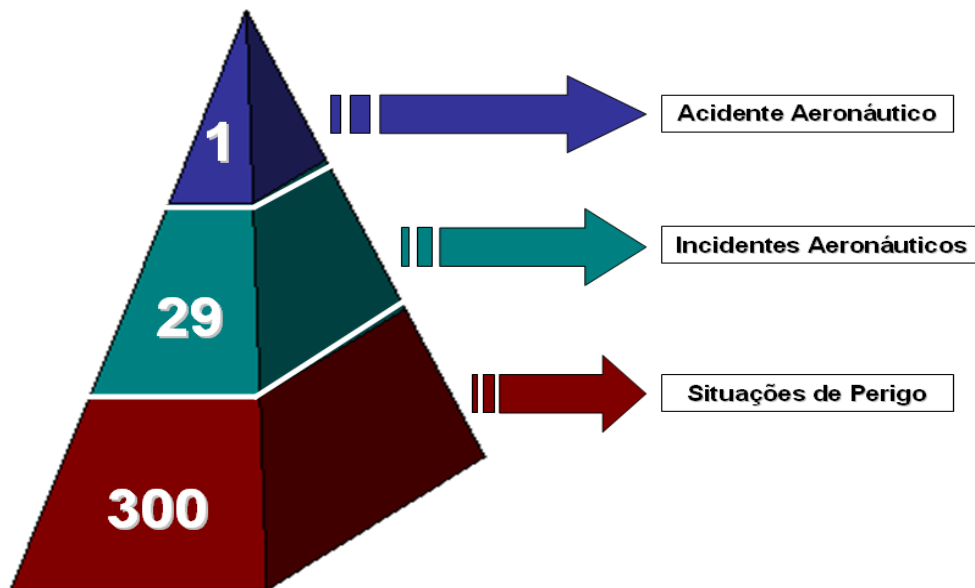 1
Acidente Aeronáutico
29
Incidentes Aeronáuticos
300
Situações de Perigo